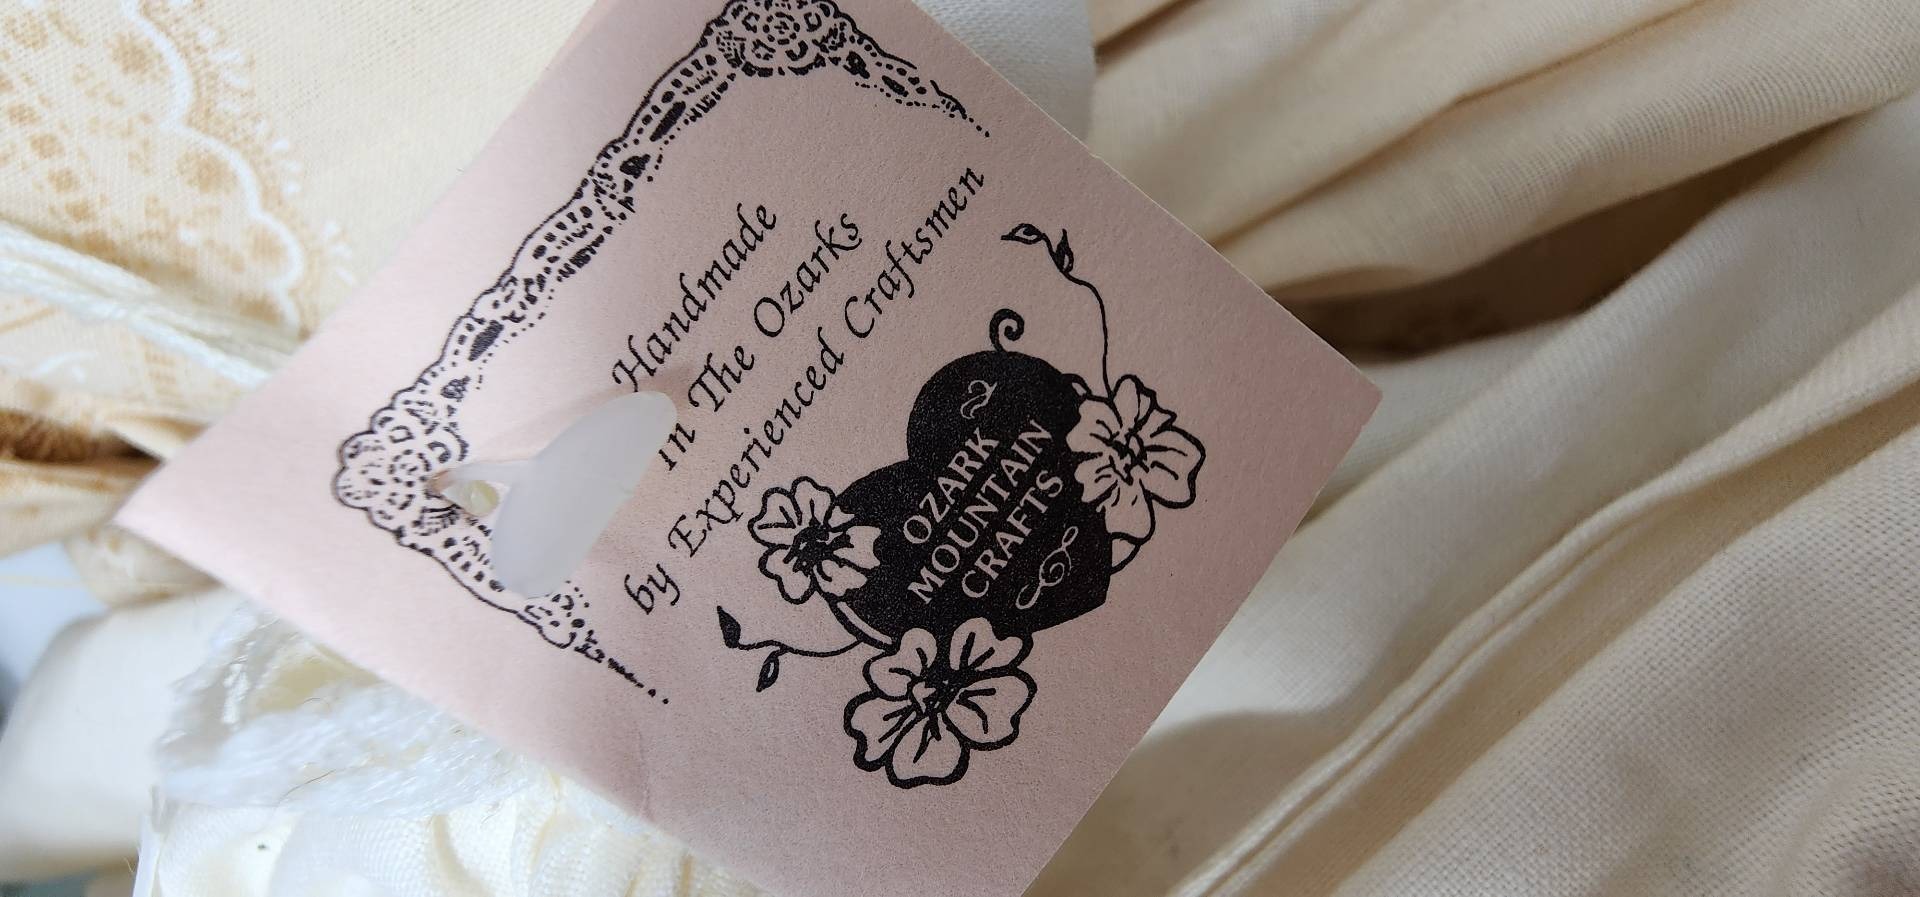 Handmade
in The Ozarks
by Experienced Craftsmen
OZARK
MOUNTAIN
CRAFTS